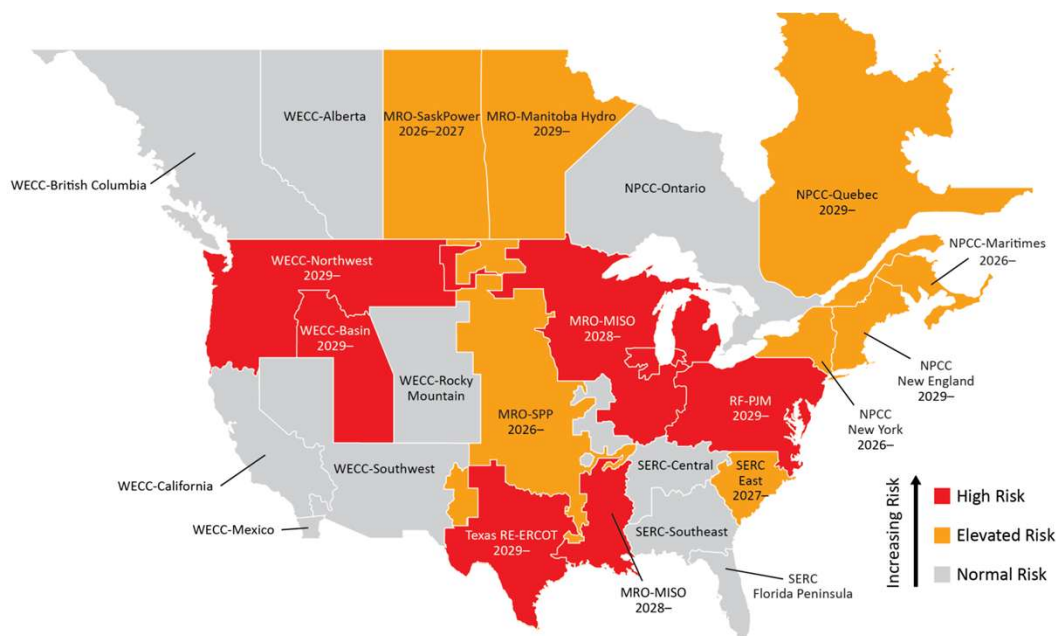 WECC-Alberta
MRO-SaskPower
2026–2027
MRO-Manitoba Hydro
2029–
WECC-British Columbia
NPCC-Ontario
NPCC-Quebec
2029–
NPCC-Maritimes
2026–
WECC-Northwest
2029–
WECC-Basin
2029–
MRO-MISO
2028–
WECC-Rocky
Mountain
NPCC
New England
2029–
RF-PJM
2029–
MRO-SPP
2026–
NPCC
New York
2026–
WECC-Southwest
SERC-Central
SERC
East
2027–
WECC-California
WECC-Mexico
Texas RE-ERCOT
2029–
SERC-Southeast
MRO-MISO
2028–
SERC
Florida Peninsula
Increasing Risk
High Risk
Elevated Risk
Normal Risk